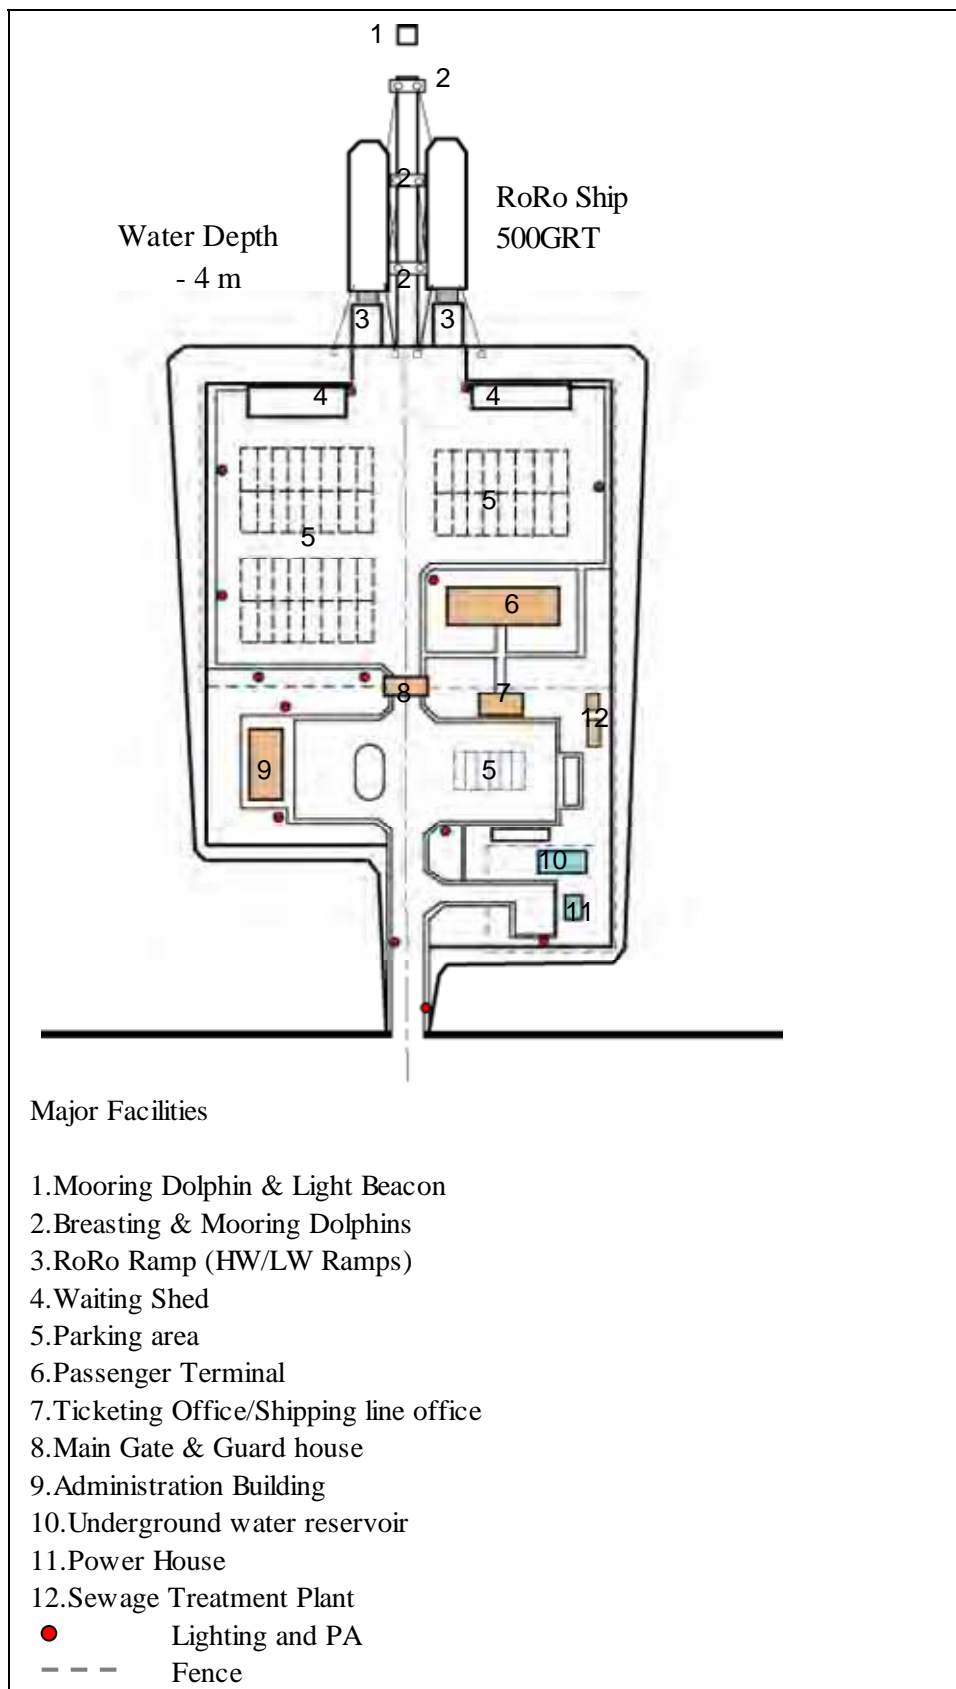 1
2
2
RoRo Ship
500GRT
Water Depth
- 4 m
2
3
3
4
4
5
5
6
8
7
12
9
5
10
11
Major Facilities
1.Mooring Dolphin & Light Beacon
2.Breasting & Mooring Dolphins
3.RoRo Ramp (HW/LW Ramps)
4.Waiting Shed
5.Parking area
6.Passenger Terminal
7.Ticketing Office/Shipping line office
8.Main Gate & Guard house
9.Administration Building
10.Underground water reservoir
11.Power House
12.Sewage Treatment Plant
Lighting and PA
Fence